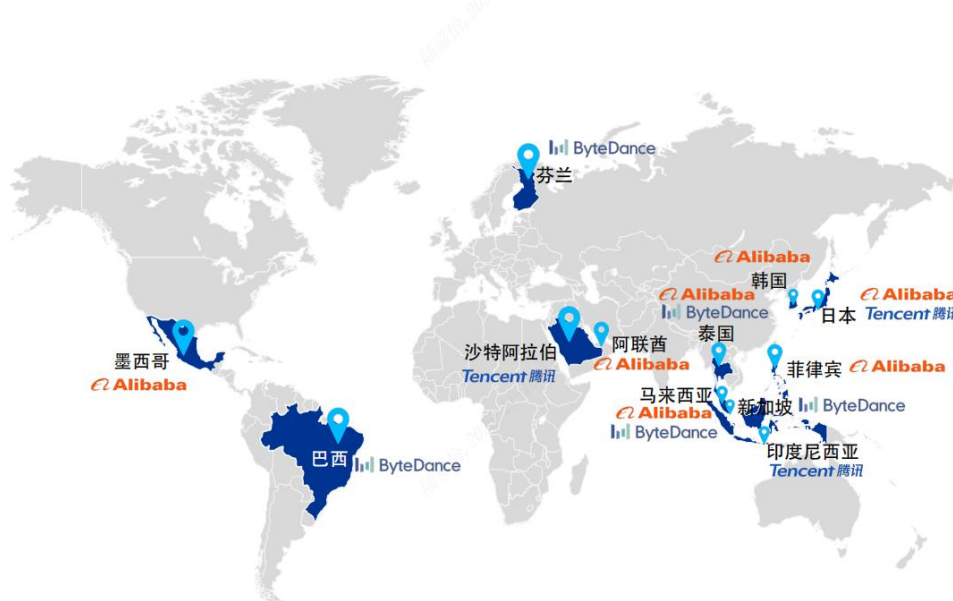 ByteDance
芬兰
Alibaba
韩国
Alibaba
ByteDance
泰国
Alibaba
日本
Tencent 腾讯
沙特阿拉伯
Tencent 腾讯
阿联酋
Alibaba
菲律宾
Alibaba
墨西哥
Alibaba
马来西亚
Alibaba
ByteDance
新加坡
ByteDance
印度尼西亚
Tencent 腾讯
巴西
ByteDance